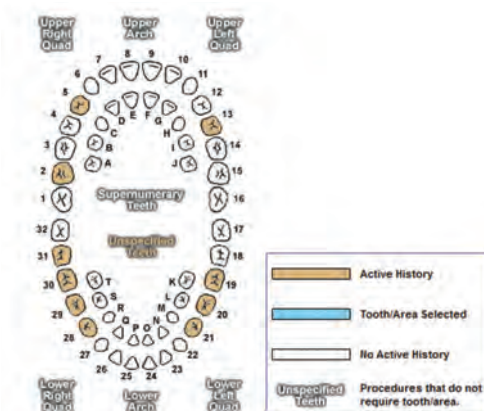 Upper Right Quad
Upper Arch
Upper Left Quad
8 9
7 10
6 11
5 12
4 13
3 14
2 15
1 16
32 17
31 18
30 19
29 20
28 21
27 22
26 25 24 23
D E F G
C H
B I
A J
Supernumerary Teeth
Unspecified Teeth
T K
S L
R M
Q P O N
Lower Right Quad
Lower Arch
Lower Left Quad
Active History
Tooth/Area Selected
No Active History
Unspecified Teeth
Procedures that do not
require tooth/area.